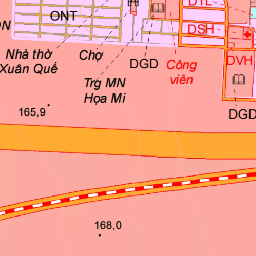 DTL
ONT
DSH
Nhà thờ
Xuân Quế
Chợ
DGD
Công
viên
DVH
Trg MN
Họa Mi
165,9
DGD
168,0